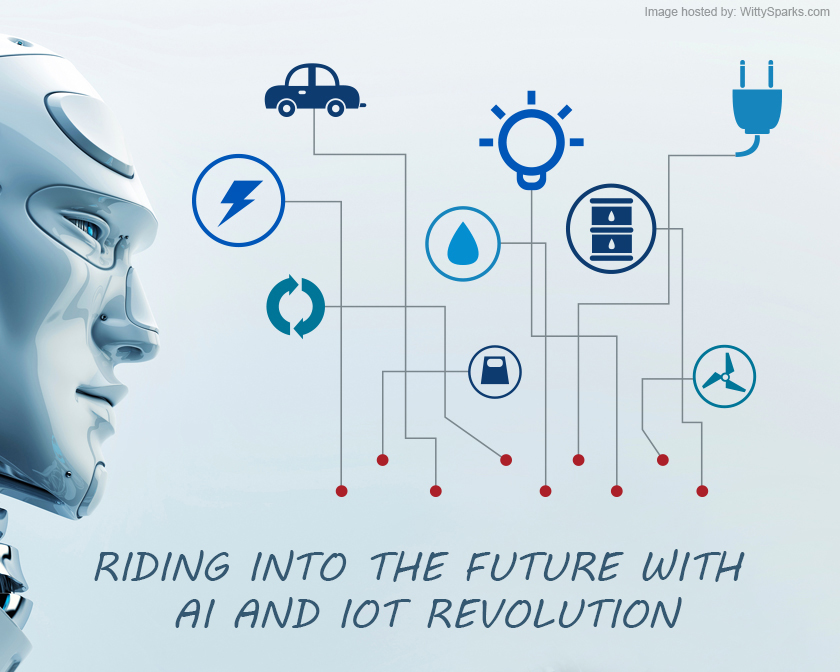 Image hosted by: WittySparks.com
RIDING INTO THE FUTURE WITH
AI AND IOT REVOLUTION